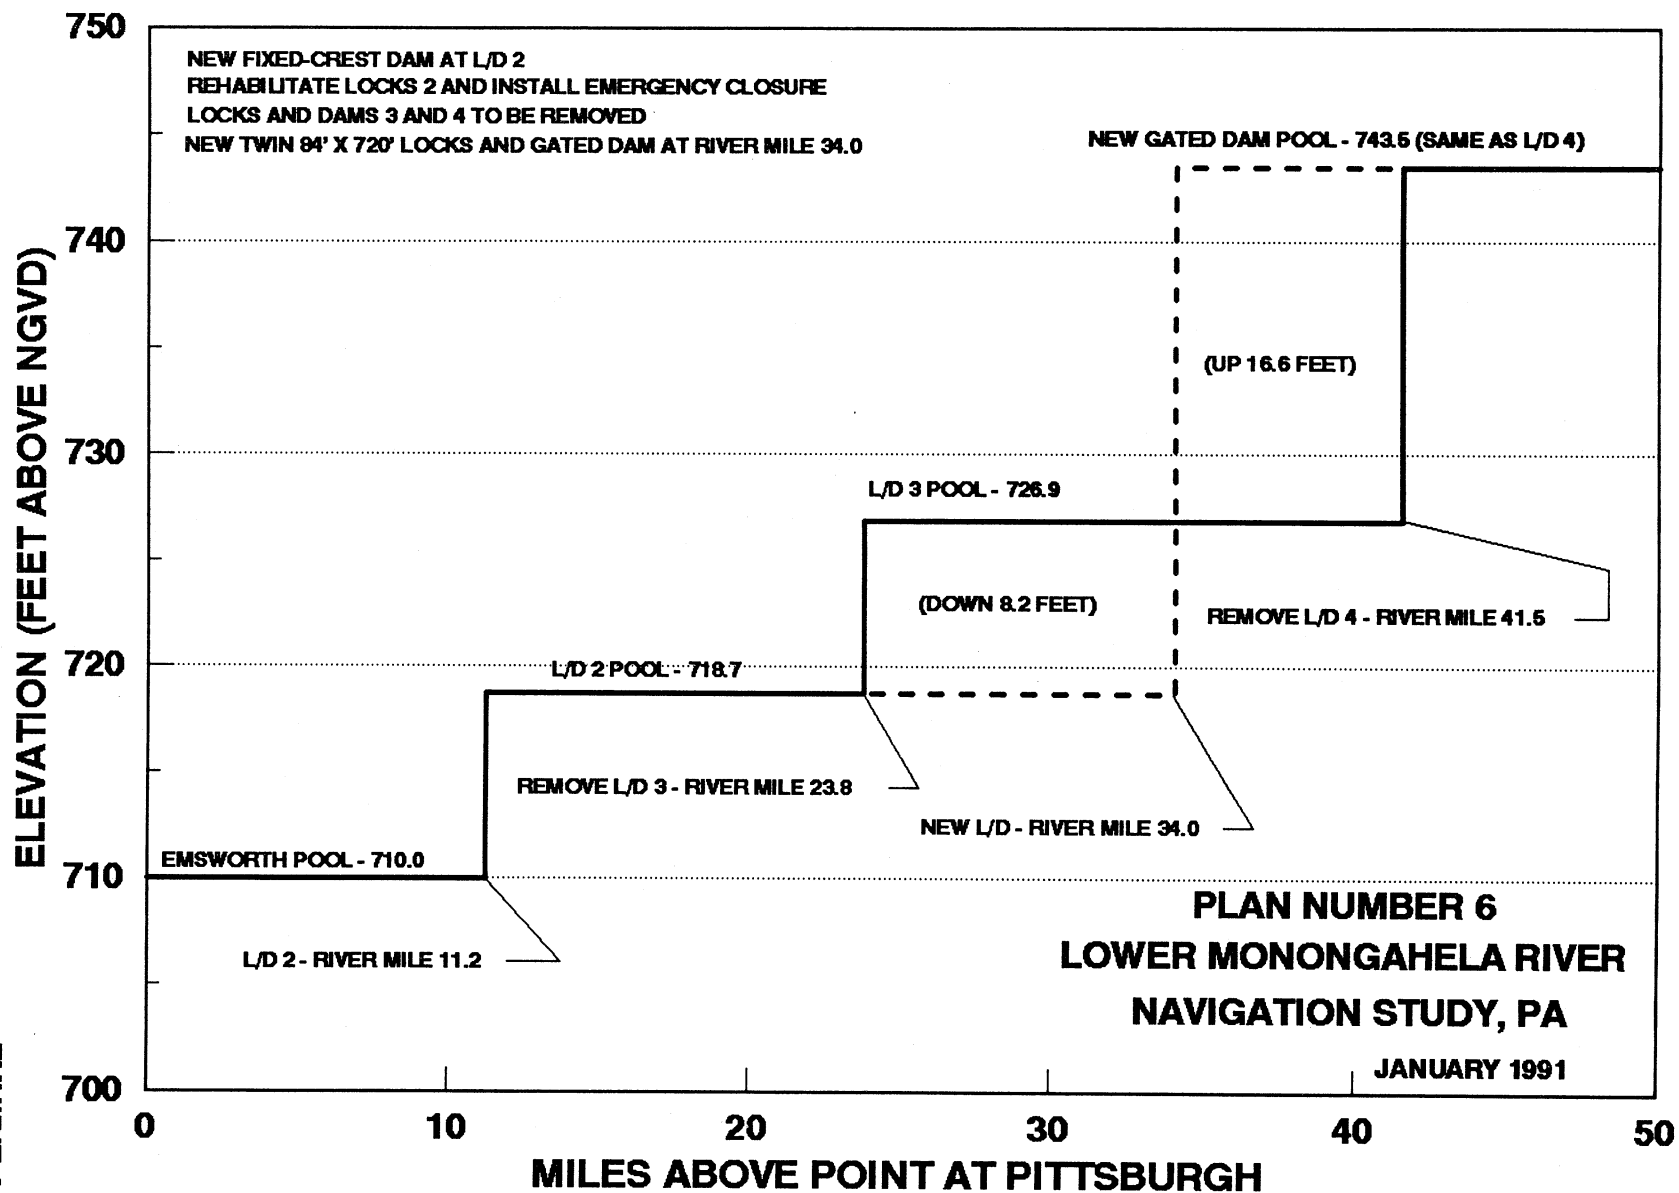 750
NEW FIXED-CREST DAM AT L/D 2
REHABILITATE LOCKS 2 AND INSTALL EMERGENCY CLOSURE
LOCKS AND DAMS 3 AND 4 TO BE REMOVED
NEW TWIN 84' X 720' LOCKS AND GATED DAM AT RIVER MILE 34.0
NEW GATED DAM POOL - 743.5 (SAME AS L/D 4)
740
(UP 16.6 FEET)
730
L/D 3 POOL - 726.9
(DOWN 8.2 FEET)
REMOVE L/D 4 - RIVER MILE 41.5
720
L/D 2 POOL - 718.7
REMOVE L/D 3 - RIVER MILE 23.8
NEW L/D - RIVER MILE 34.0
EMSWORTH POOL - 710.0
710
L/D 2 - RIVER MILE 11.2
PLAN NUMBER 6
LOWER MONONGAHELA RIVER
NAVIGATION STUDY, PA
JANUARY 1991
700
0 10 20 30 40 50
MILES ABOVE POINT AT PITTSBURGH
ELEVATION (FEET ABOVE NGVD)